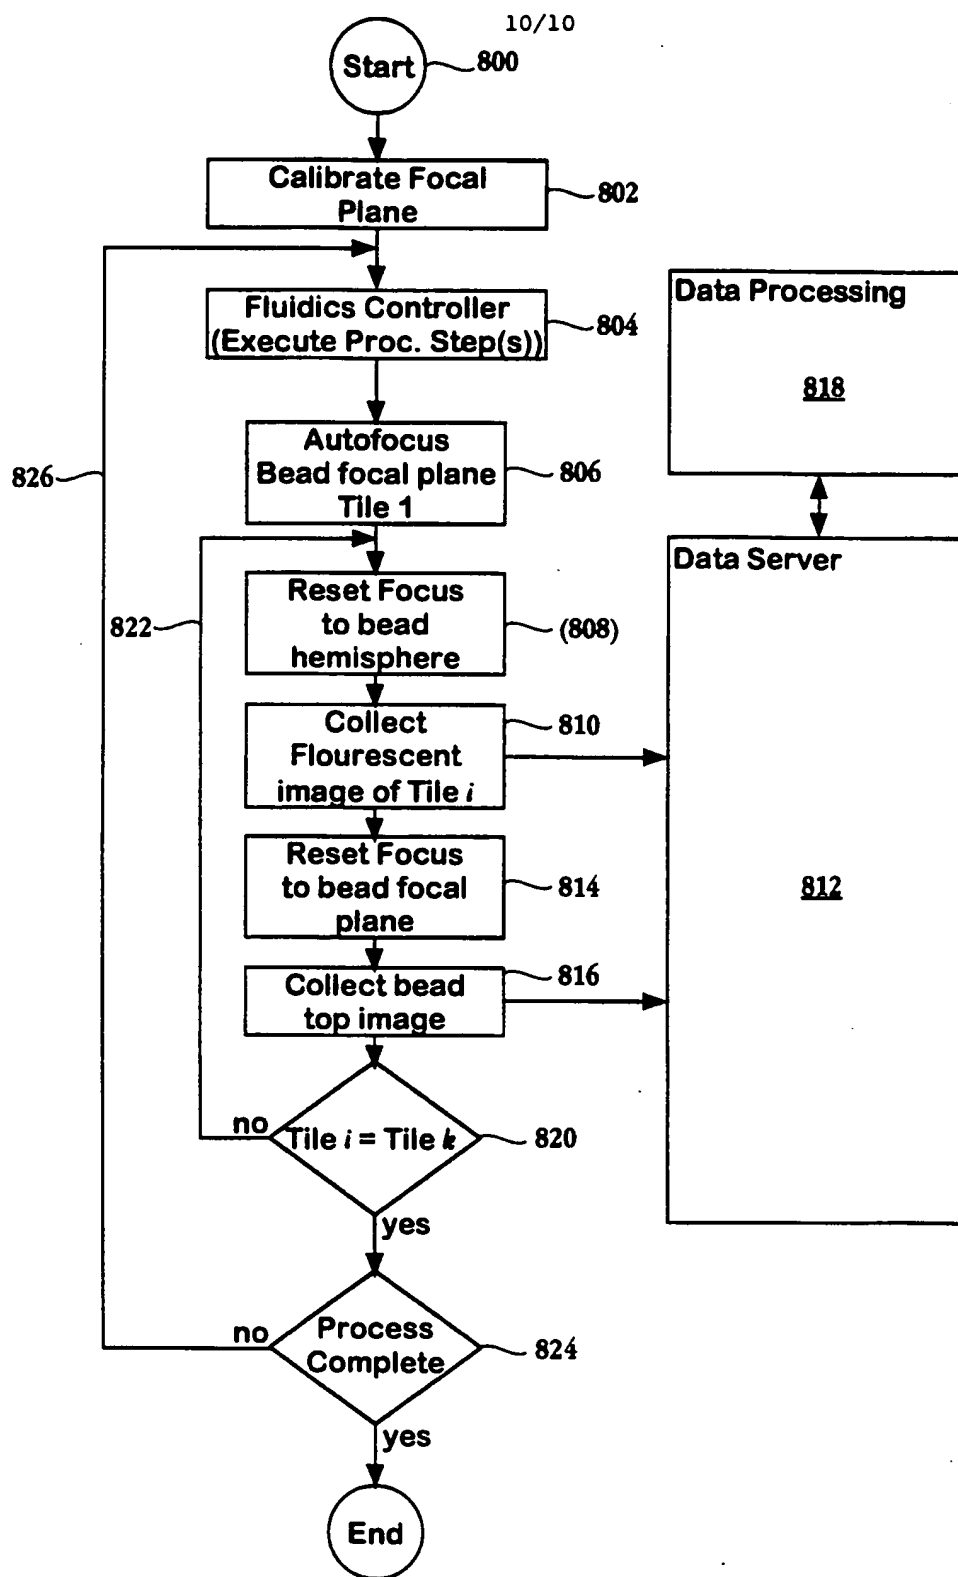 10/10
Start
800
Calibrate Focal
Plane
802
Fluidics Controller
(Execute Proc. Step(s))
804
Autofocus
Bead focal plane
Tile 1
806
826
Reset Focus
to bead
hemisphere
(808)
822
Collect
Flourescent
image of Tile i
810
Reset Focus
to bead focal
plane
814
Collect bead
top image
816
Tile i = Tile k
820
no
yes
Process
Complete
824
no
yes
End
Data Processing
818
Data Server
812